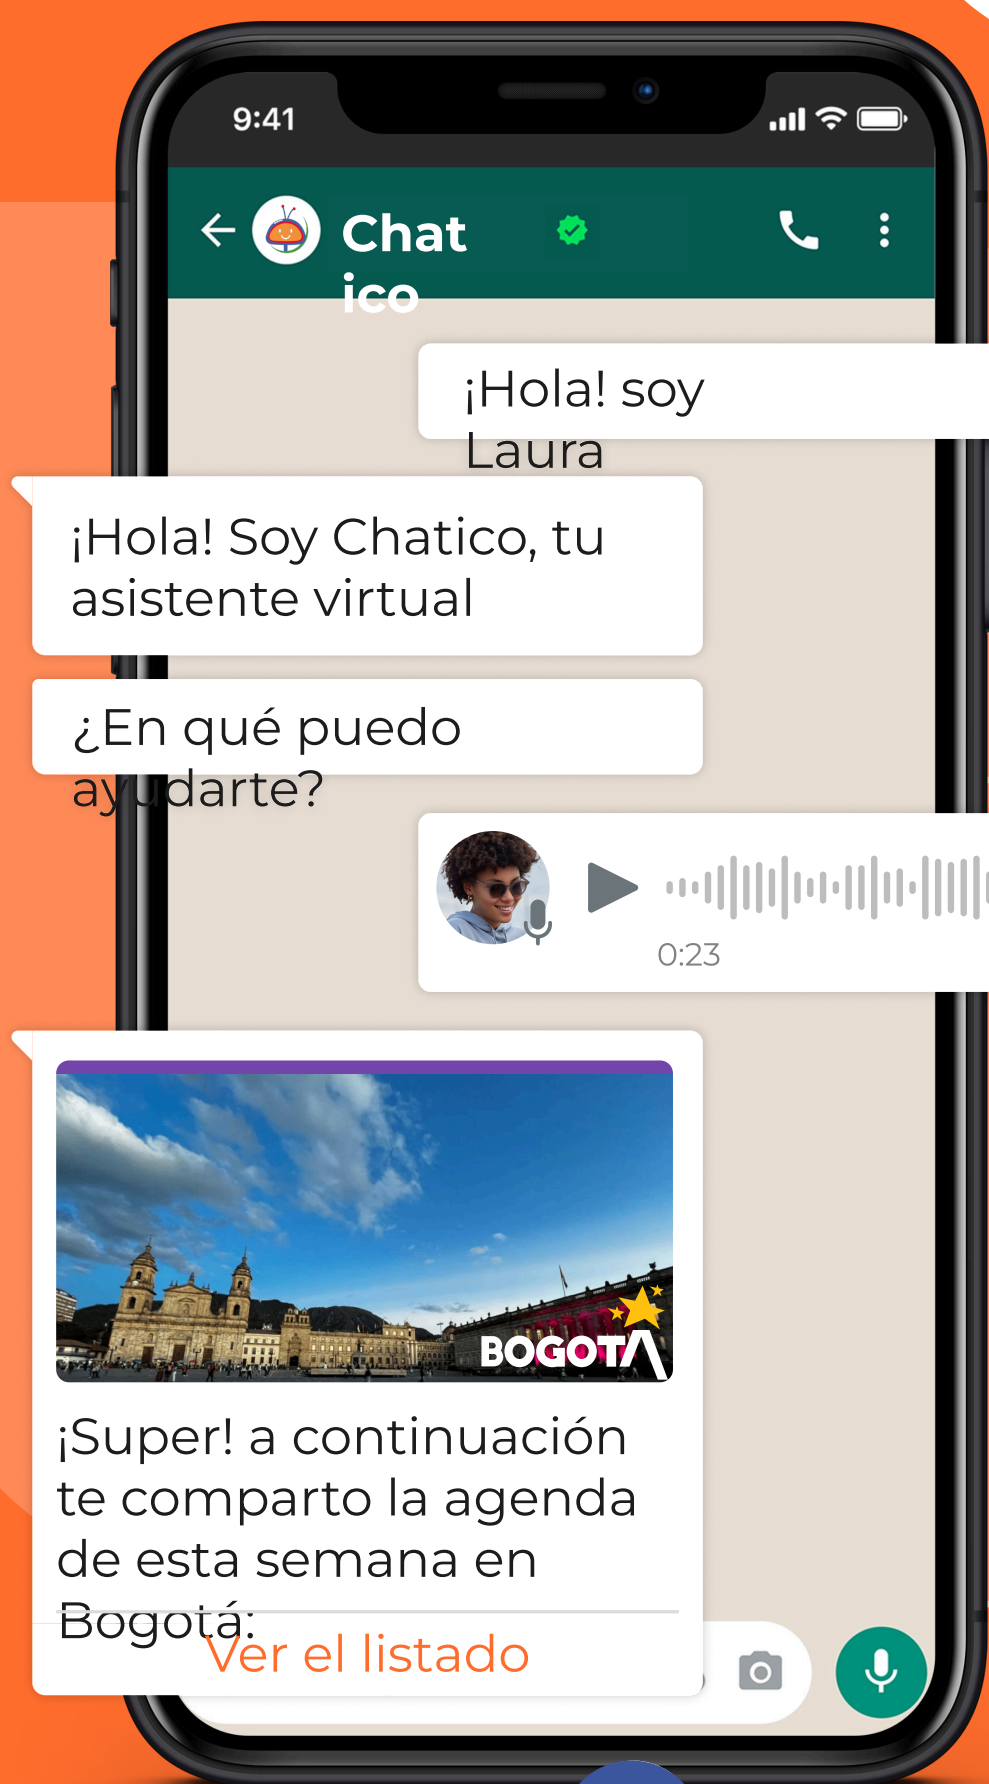 9:41
Chat
ico
¡Hola! soy
Laura
¡Hola! Soy Chatico, tu
asistente virtual
¿En qué puedo
ayudarte?
0:23
BOGOTA
¡Super! a continuación
te comparto la agenda
de esta semana en
Bogotá:
Ver el listado